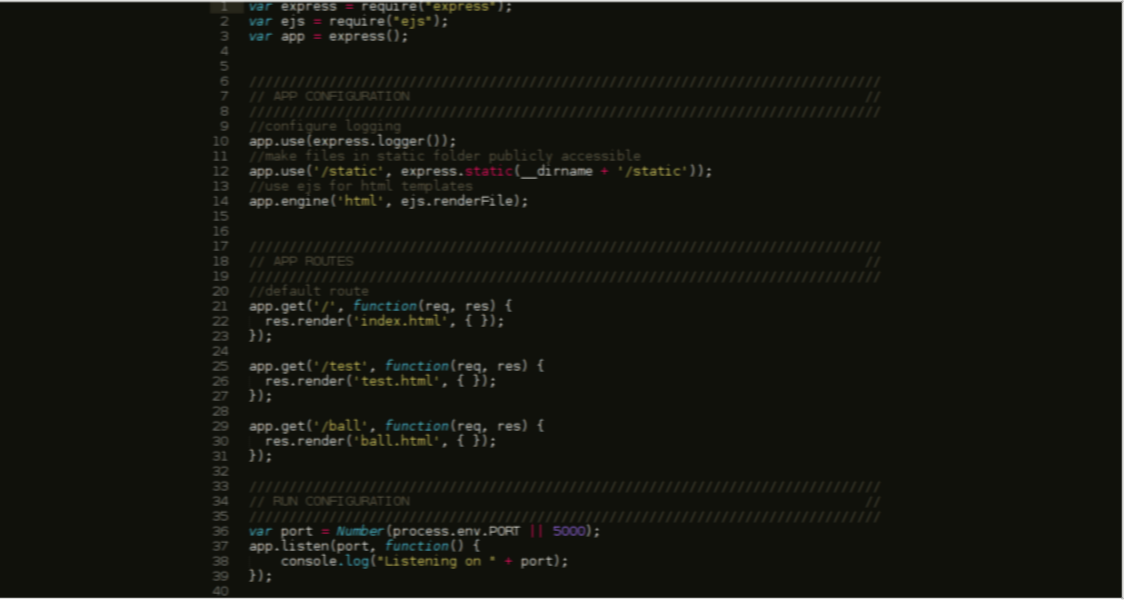 1 var express = require("express");
2 var ejs = require("ejs");
3 var app = express();
4
5
6 ///////////////////////////////////////////////////////////////////////////////
7 // APP CONFIGURATION                                                         //
8 ///////////////////////////////////////////////////////////////////////////////
9 //configure logging
10 app.use(express.logger());
11 //make files in static folder publicly accessible
12 app.use('/static', express.static(__dirname + '/static'));
13 //use ejs for html templates
14 app.engine('html', ejs.renderFile);
15
16
17 ///////////////////////////////////////////////////////////////////////////////
18 // APP ROUTES                                                                //
19 ///////////////////////////////////////////////////////////////////////////////
20 //default route
21 app.get('/', function(req, res) {
22   res.render('index.html', { });
23 });
24
25 app.get('/test', function(req, res) {
26   res.render('test.html', { });
27 });
28
29 app.get('/ball', function(req, res) {
30   res.render('ball.html', { });
31 });
32
33 ///////////////////////////////////////////////////////////////////////////////
34 // RUN CONFIGURATION                                                         //
35 ///////////////////////////////////////////////////////////////////////////////
36 var port = Number(process.env.PORT || 5000);
37 app.listen(port, function() {
38     console.log("Listening on " + port);
39 });
40